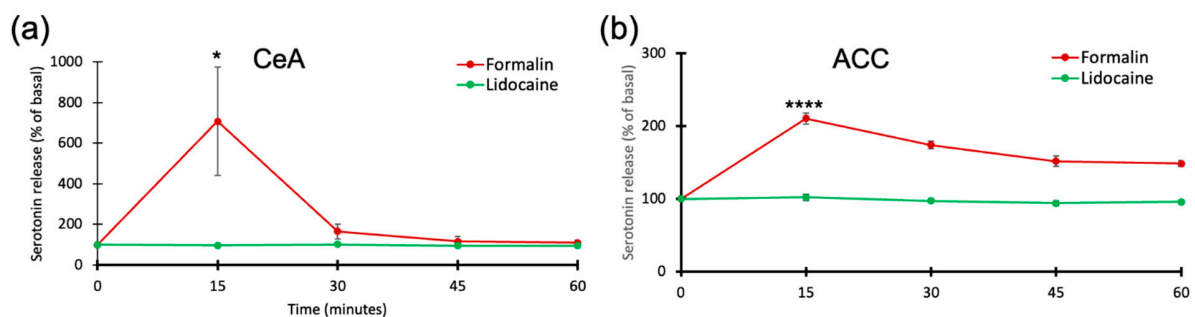 (a)
CeA
*
Formalin
Lidocaine
Serotonin release (% of basal)
1000
800
600
400
200
0
0 15 30 45 60
Time (minutes)
(b)
ACC
****
Formalin
Lidocaine
Serotonin release (% of basal)
300
200
100
0
0 15 30 45 60